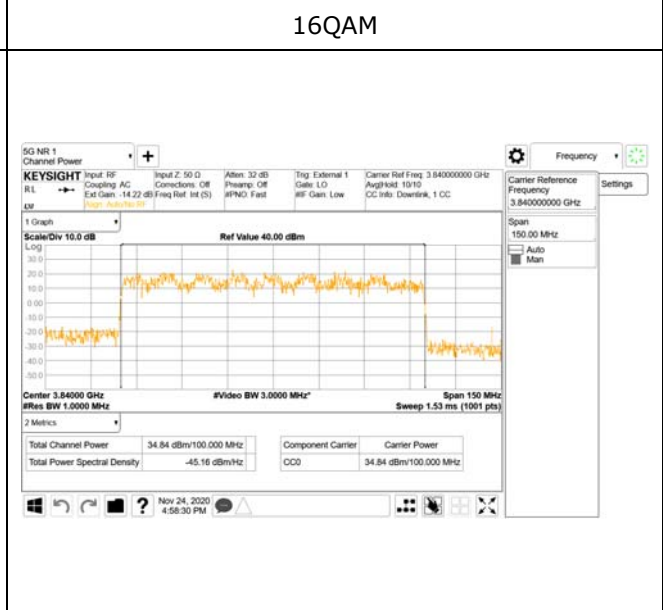 16QAM
5G NR 1
Channel Power
Frequency
KEYSIGHT
RL
Input: RF
Coupling: AC
Ext Gain: -14.22 dB
Align: Auto/No RF
Input Z: 50 Ω
Corrections: Off
Freq Ref: Int (S)
Atten: 32 dB
Preamp: Off
#PNO: Fast
Trig: External 1
Gate: LO
#IF Gain: Low
Carrier Ref Freq: 3.840000000 GHz
Avg|Hold: 10/10
CC Info: Downlink, 1 CC
Carrier Reference
Frequency
3.840000000 GHz
Settings
Span
150.00 MHz
Auto
Man
1 Graph
Scale/Div 10.0 dB
Ref Value 40.00 dBm
Log
30.0
20.0
10.0
0.00
-10.0
-20.0
-30.0
-40.0
-50.0
Center 3.84000 GHz
#Video BW 3.0000 MHz*
Span 150 MHz
#Res BW 1.0000 MHz
Sweep 1.53 ms (1001 pts)
2 Metrics
Total Channel Power 34.84 dBm/100.000 MHz
Component Carrier Carrier Power
Total Power Spectral Density -45.16 dBm/Hz
CC0 34.84 dBm/100.000 MHz
?
Nov 24, 2020
4:58:30 PM